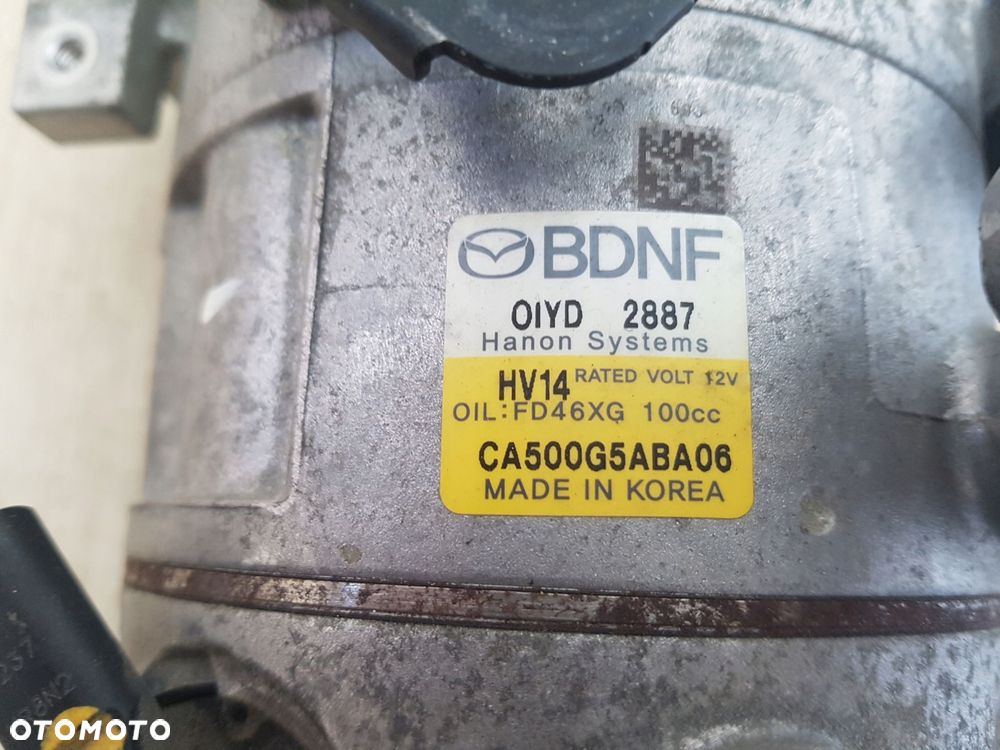 BDNF
OIYD 2887
Hanon Systems
HV14 RATED VOLT 12V
OIL:FD46XG 100cc
CA500G5ABA06
MADE IN KOREA
OTOMOTO